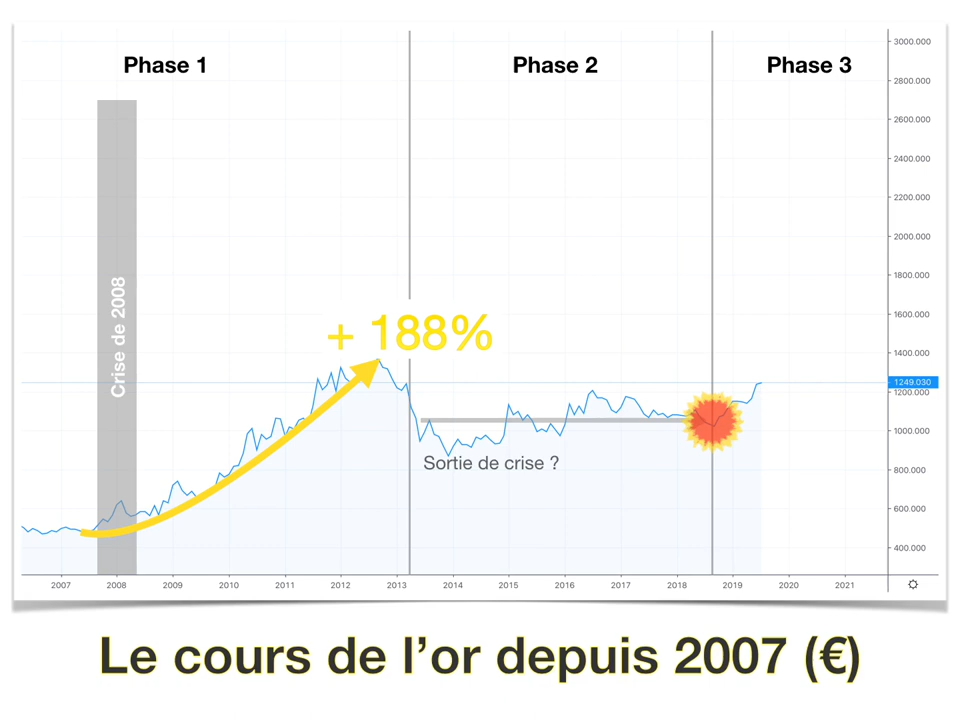 Phase 1
Phase 2
Phase 3
3000.000
2800.000
2600.000
2400.000
2200.000
2000.000
1800.000
1600.000
1400.000
1249.030
1200.000
1000.000
800.000
600.000
400.000
Crise de 2008
+ 188%
Sortie de crise ?
2007 2008 2009 2010 2011 2012 2013 2014 2015 2016 2017 2018 2019 2020 2021
Le cours de l’or depuis 2007 (€)